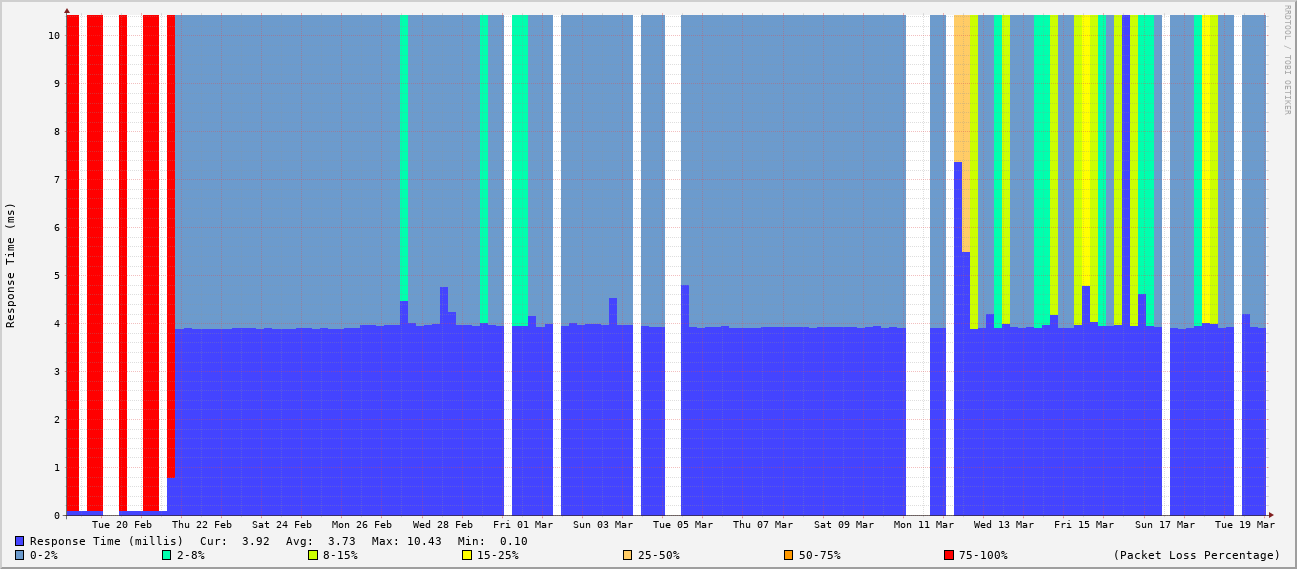 RRDTOOL / TOBI OETIKER
Response Time (ms)
10
9
8
7
6
5
4
3
2
1
0
Tue 20 Feb Thu 22 Feb Sat 24 Feb Mon 26 Feb Wed 28 Feb Fri 01 Mar Sun 03 Mar Tue 05 Mar Thu 07 Mar Sat 09 Mar Mon 11 Mar Wed 13 Mar Fri 15 Mar Sun 17 Mar Tue 19 Mar
Response Time (millis) Cur: 3.92 Avg: 3.73 Max: 10.43 Min: 0.10
0-2% 2-8% 8-15% 15-25% 25-50% 50-75% 75-100% (Packet Loss Percentage)